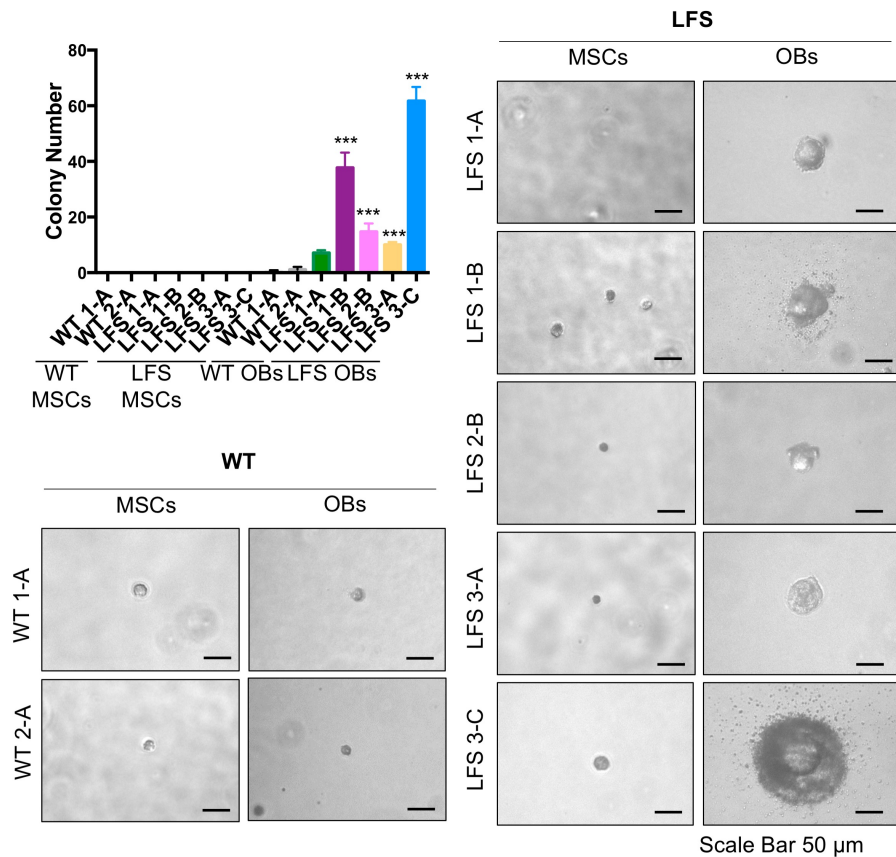 80
60
40
20
0
Colony Number
***
***
***
***
WT 1-A
WT 2-A
LFS 1-A
LFS 1-B
LFS 2-B
LFS 3-A
LFS 3-C
WT 1-A
WT 2-A
LFS 1-A
LFS 1-B
LFS 2-B
LFS 3-A
LFS 3-C
WT MSCs
LFS MSCs
WT OBs
LFS OBs
WT
MSCs
OBs
WT 1-A
WT 2-A
LFS
MSCs
OBs
LFS 1-A
LFS 1-B
LFS 2-B
LFS 3-A
LFS 3-C
Scale Bar 50 μm